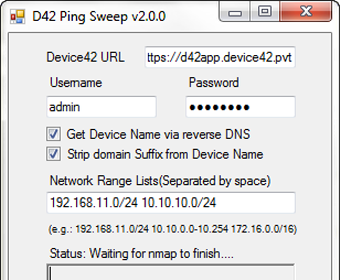 D42 Ping Sweep v2.0.0
Device42 URL ttps://d42app.device42.pvt
Username Password
admin ●●●●●●●●
Get Device Name via reverse DNS
Strip domain Suffix from Device Name
Network Range Lists(Separated by space)
192.168.11.0/24 10.10.10.0/24
(e.g.: 192.168.11.0/24 10.10.0.0-10.254 172.16.0.0/16)
Status: Waiting for nmap to finish....